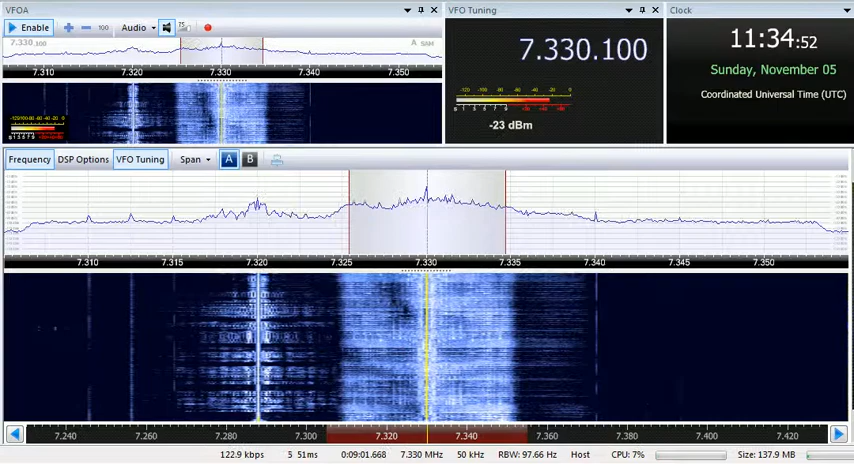 VFOA
VFO Tuning
Clock
Enable
100
Audio
75
7.330.100
A SAM
7.310 7.320 7.330 7.340 7.350
7.330.100
-23 dBm
11:34:52
Sunday, November 05
Coordinated Universal Time (UTC)
Frequency DSP Options VFO Tuning Span A B
7.310 7.315 7.320 7.325 7.330 7.335 7.340 7.345 7.350
7.240 7.260 7.280 7.300 7.320 7.340 7.360 7.380 7.400 7.420
122.9 kbps 5 51ms 0:09:01.668 7.330 MHz 50 kHz RBW: 97.66 Hz Host CPU: 7% Size: 137.9 MB